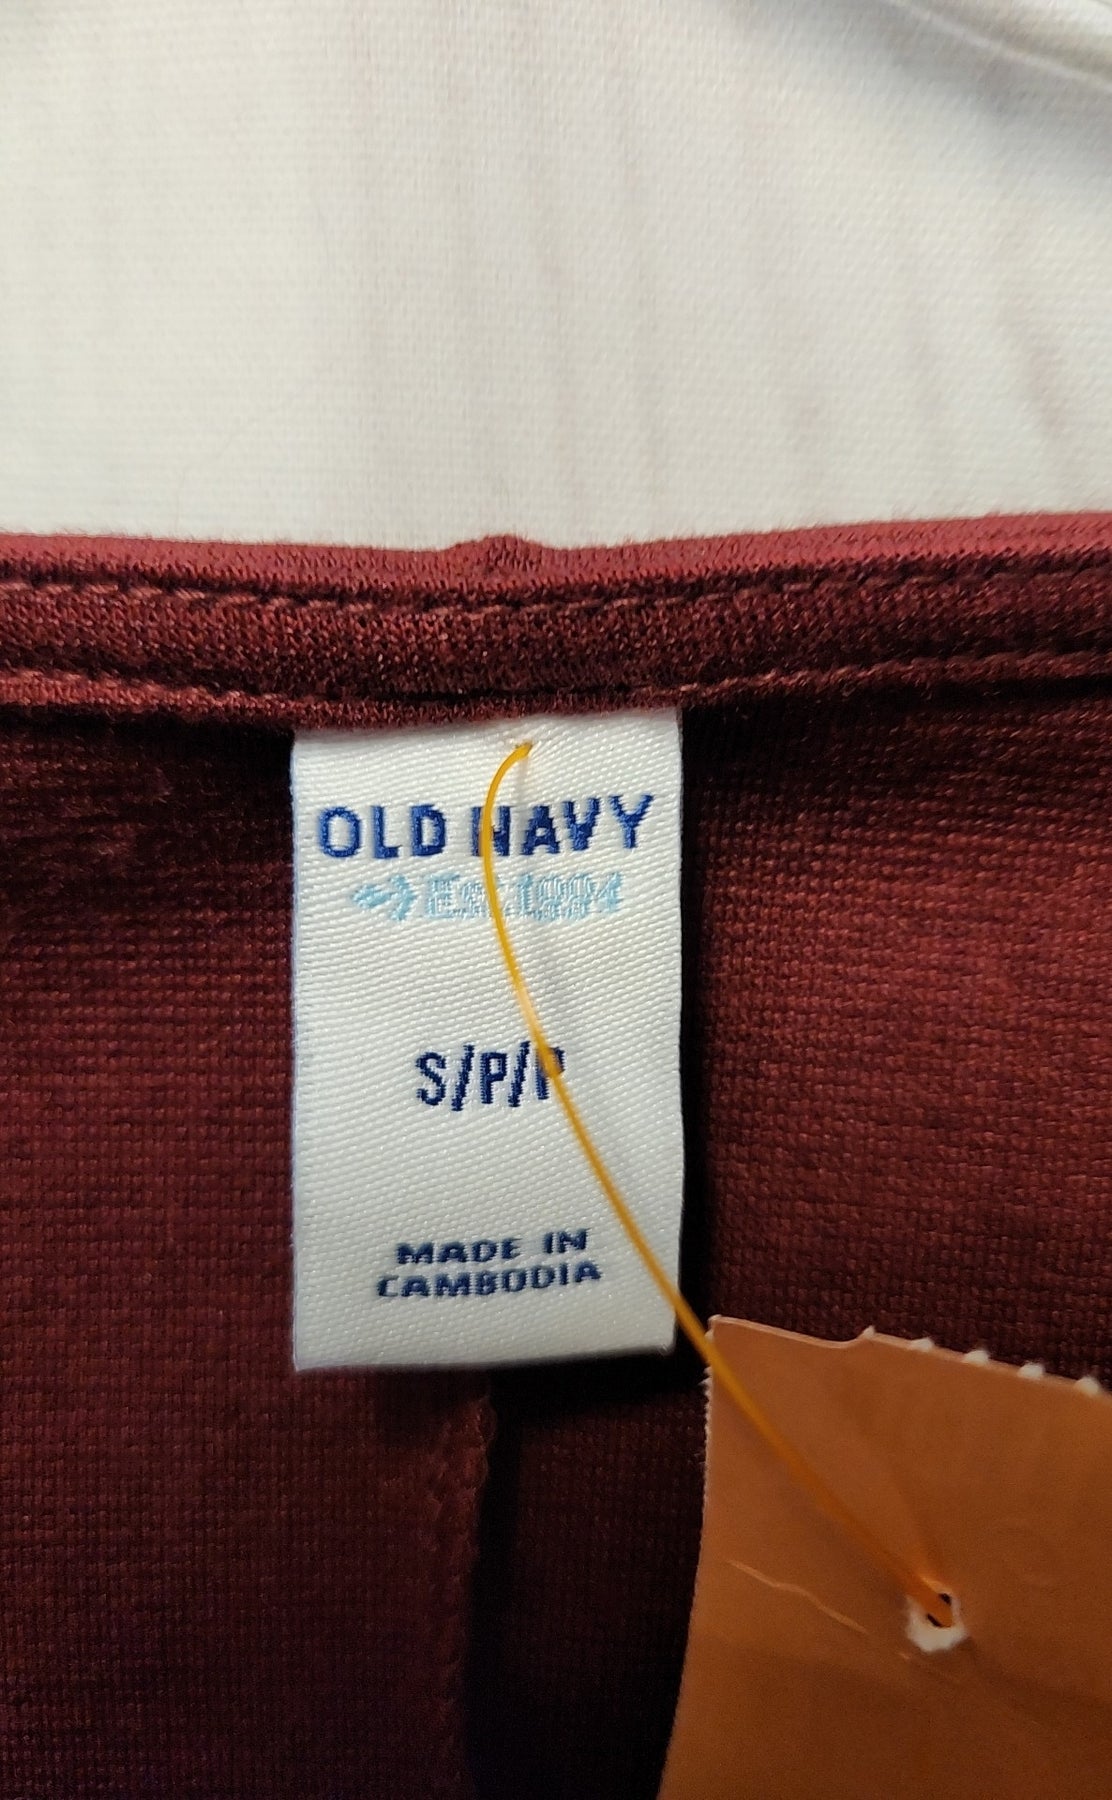 OLD NAVY
Est. 1994
S/P/P
MADE IN
CAMBODIA